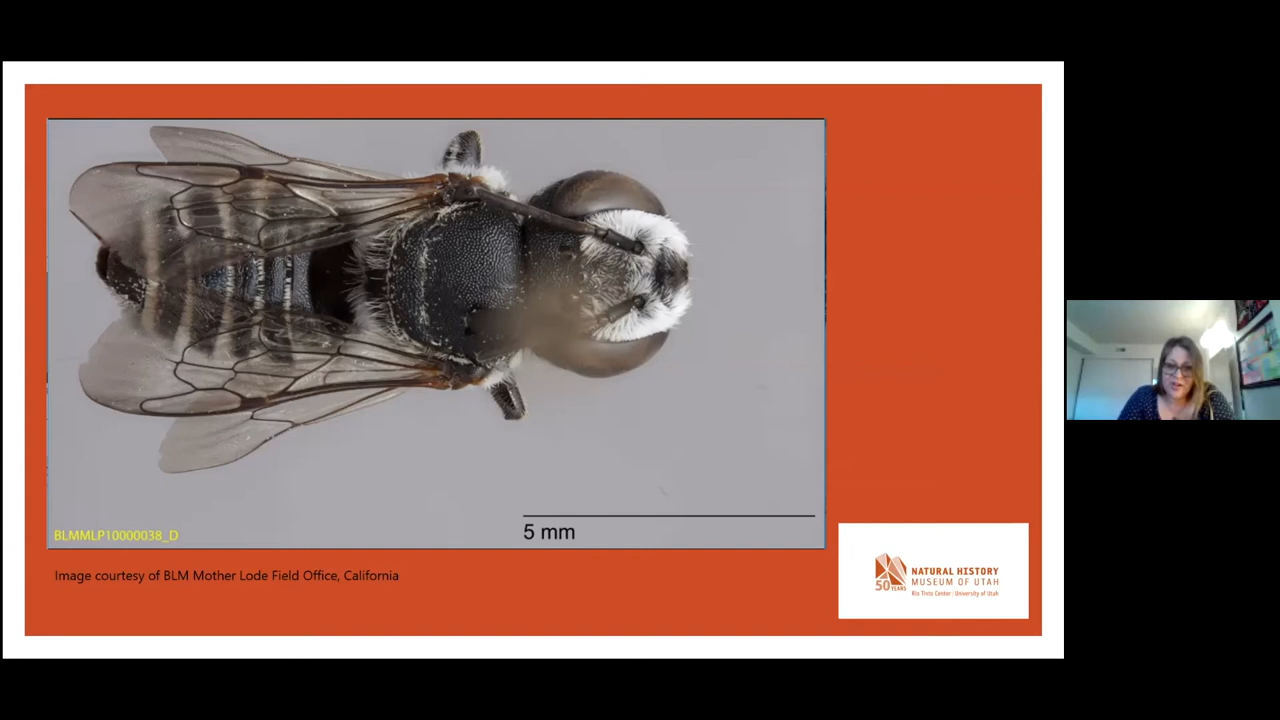 5 mm
BLMMLP10000038_D
Image courtesy of BLM Mother Lode Field Office, California
50 YEARS
NATURAL HISTORY
MUSEUM OF UTAH
Rio Tinto Center | University of Utah